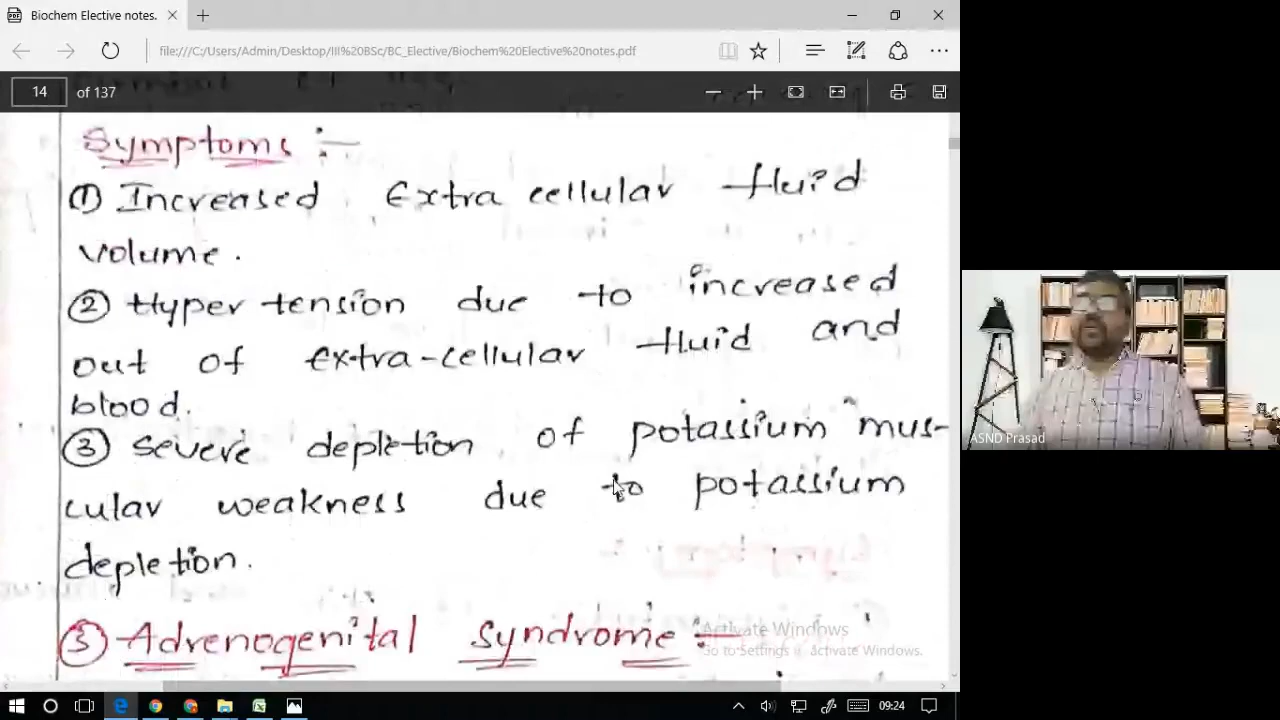 Biochem Elective notes.
file:///C:/Users/Admin/Desktop/III%20BSc/BC_Elective/Biochem%20Elective%20notes.pdf
14 of 137
Symptoms :-
① Increased Extra cellular fluid
volume.
② Hyper tension due to increased
out of extra-cellular fluid and
blood.
③ Severe depletion of potassium mus-
cular weakness due to potassium
depletion.
⑤ Adrenogenital Syndrome :-
Activate Windows
Go to Settings to activate Windows.
ASND Prasad
09:24